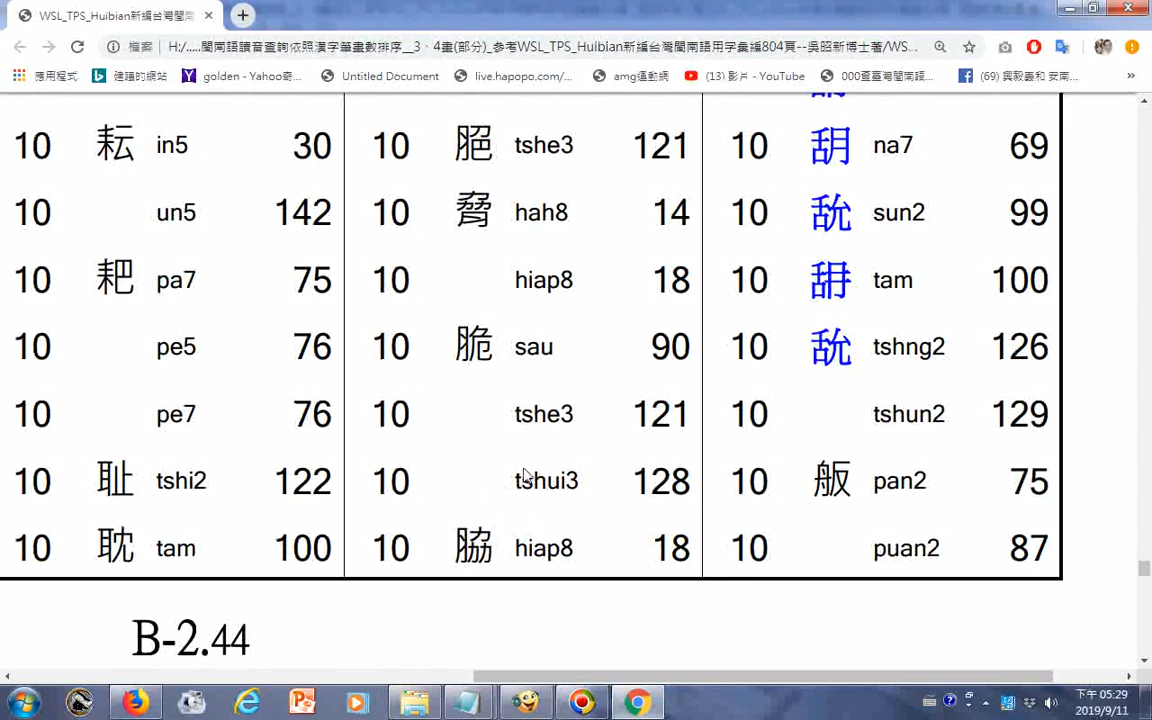 WSL_TPS_Huibian新編台灣閩南
檔案 H:/.....閩南語讀音查詢依照漢字筆畫數排序__3、4畫(部分)_参考WSL_TPS_Huibian新編台灣閩南語用字彙編804頁--吳昭新博士著/WS...
應用程式 建議的網站 golden - Yahoo奇... Untitled Document live.hapopo.com/... amg運動網 (13) 影片 - YouTube 000查臺灣閩南語... (69) 興毅義和 安南... »
10 耘 in5 30 10 脃 tshe3 121 10 na7 69
10 un5 142 10 脅 hah8 14 10 sun2 99
10 耙 pa7 75 10 hiap8 18 10 tam 100
10 pe5 76 10 脆 sau 90 10 tshng2 126
10 pe7 76 10 tshe3 121 10 tshun2 129
10 耻 tshi2 122 10 tshui3 128 10 舨 pan2 75
10 耽 tam 100 10 脇 hiap8 18 10 puan2 87
B-2.44
下午 05:29
2019/9/11